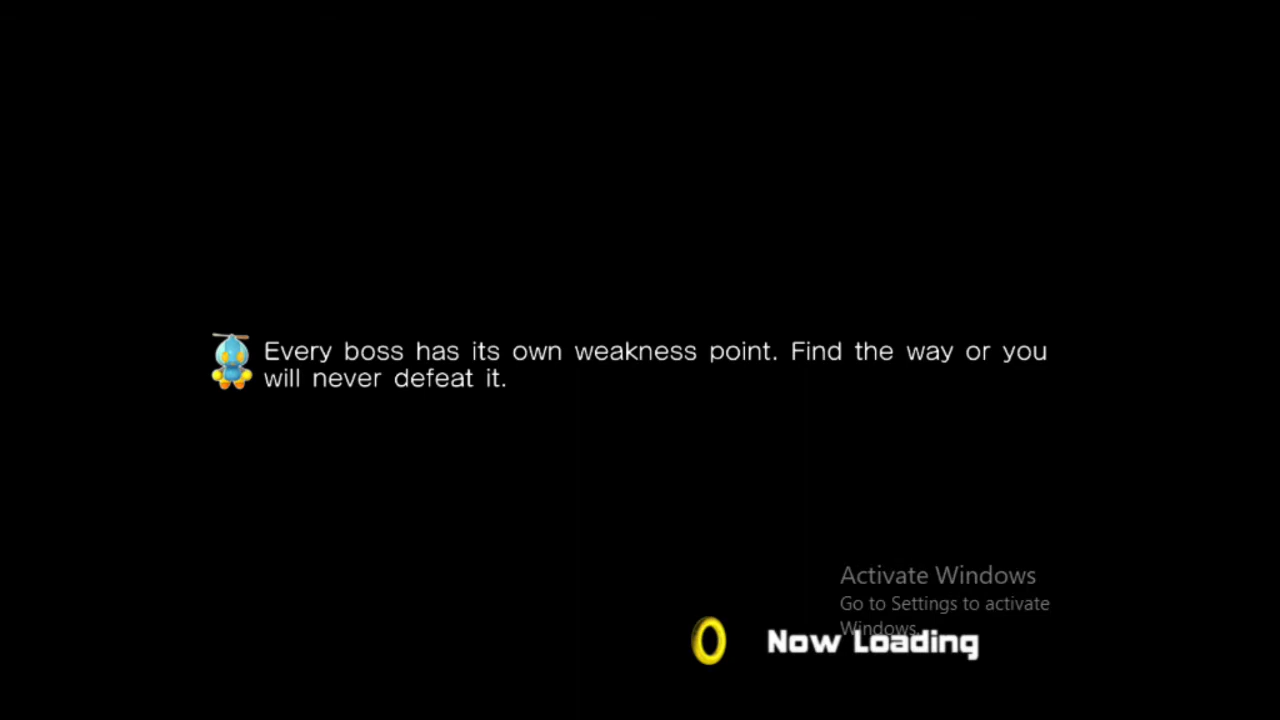 Every boss has its own weakness point. Find the way or you
will never defeat it.
Activate Windows
Go to Settings to activate
Windows.
Now Loading